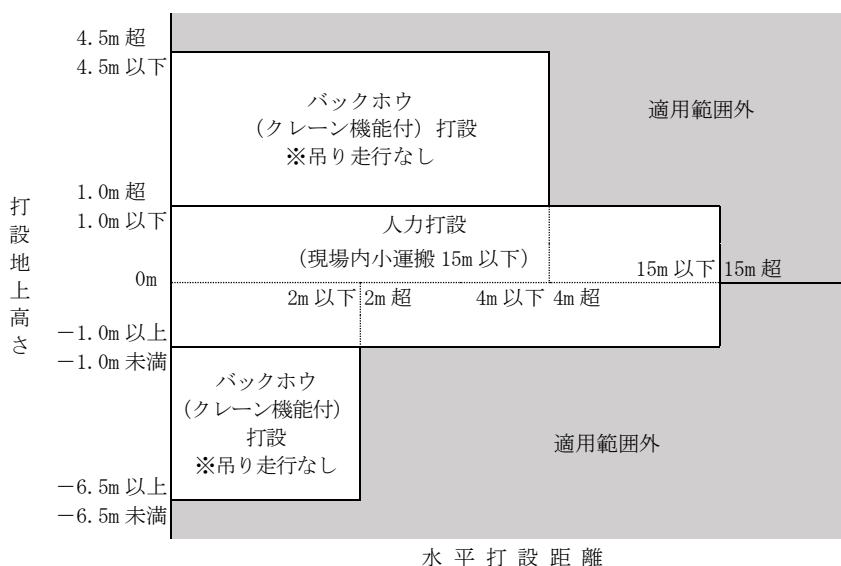 4.5m 超
4.5m 以下
バックホウ
(クレーン機能付) 打設
※吊り走行なし
適用範囲外
1.0m 超
1.0m 以下
人力打設
(現場内小運搬 15m 以下)
15m 以下 15m 超
0m
2m 以下 2m 超 4m 以下 4m 超
打設地上高さ
－1.0m 以上
－1.0m 未満
バックホウ
(クレーン機能付)
打設
※吊り走行なし
適用範囲外
－6.5m 以上
－6.5m 未満
水 平 打 設 距 離